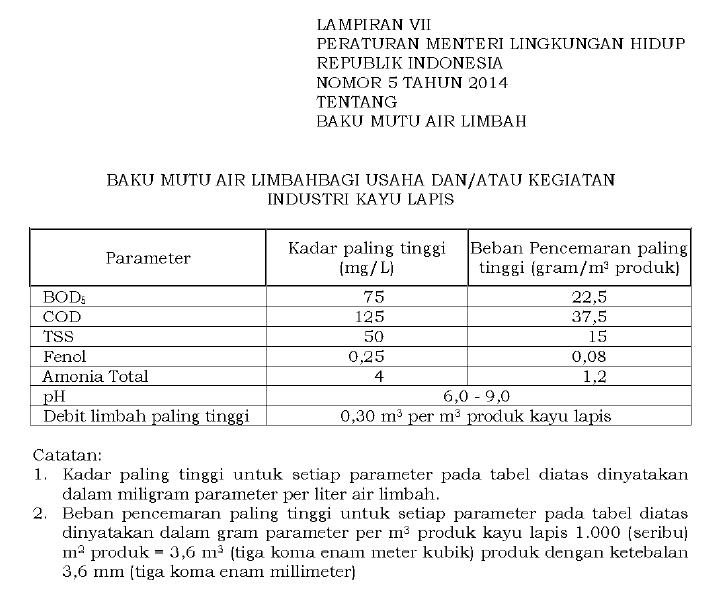 LAMPIRAN VII
PERATURAN MENTERI LINGKUNGAN HIDUP
REPUBLIK INDONESIA
NOMOR 5 TAHUN 2014
TENTANG
BAKU MUTU AIR LIMBAH
BAKU MUTU AIR LIMBAHBAGI USAHA DAN/ATAU KEGIATAN
INDUSTRI KAYU LAPIS
Parameter Kadar paling tinggi (mg/L) Beban Pencemaran paling tinggi (gram/m³ produk)
BOD₅ 75 22,5
COD 125 37,5
TSS 50 15
Fenol 0,25 0,08
Amonia Total 4 1,2
pH 6,0 - 9,0
Debit limbah paling tinggi 0,30 m³ per m³ produk kayu lapis
Catatan:
1. Kadar paling tinggi untuk setiap parameter pada tabel diatas dinyatakan
dalam miligram parameter per liter air limbah.
2. Beban pencemaran paling tinggi untuk setiap parameter pada tabel diatas
dinyatakan dalam gram parameter per m³ produk kayu lapis 1.000 (seribu)
m² produk = 3,6 m³ (tiga koma enam meter kubik) produk dengan ketebalan
3,6 mm (tiga koma enam millimeter)